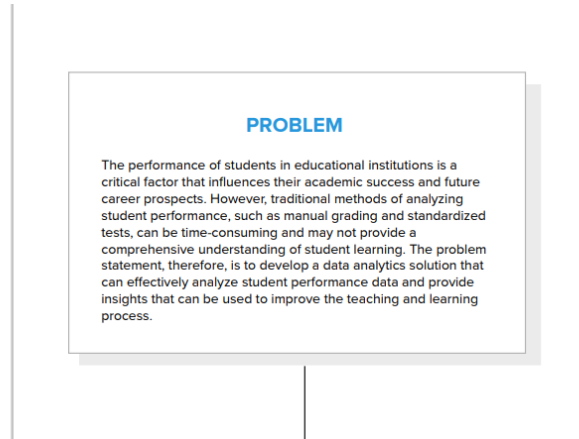 PROBLEM
The performance of students in educational institutions is a
critical factor that influences their academic success and future
career prospects. However, traditional methods of analyzing
student performance, such as manual grading and standardized
tests, can be time-consuming and may not provide a
comprehensive understanding of student learning. The problem
statement, therefore, is to develop a data analytics solution that
can effectively analyze student performance data and provide
insights that can be used to improve the teaching and learning
process.